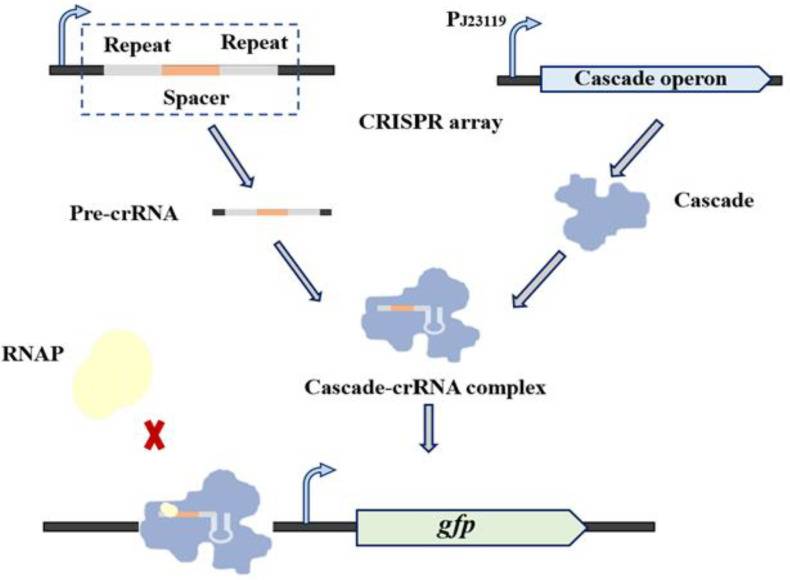 Repeat
Repeat
Spacer
PJ23119
Cascade operon
CRISPR array
Pre-crRNA
Cascade
RNAP
Cascade-crRNA complex
gfp